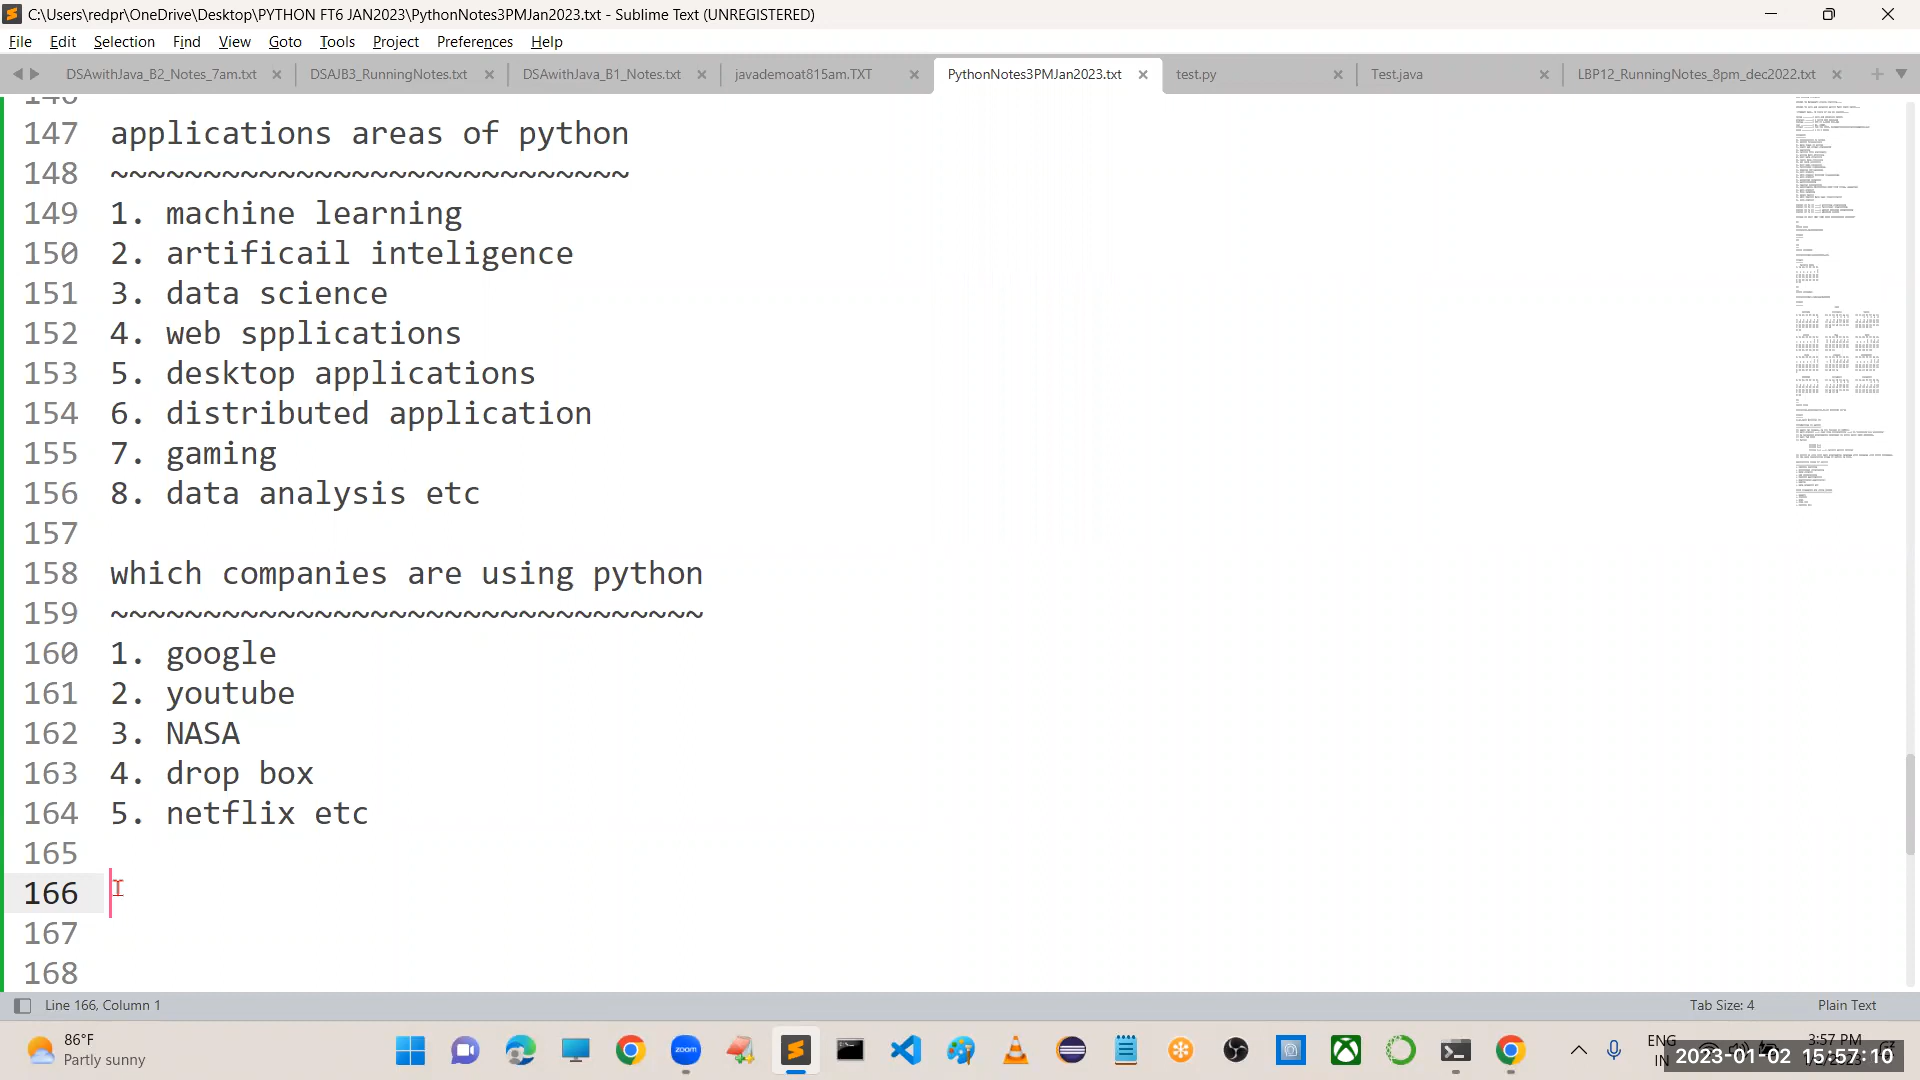 C:\Users\redpr\OneDrive\Desktop\PYTHON FT6 JAN2023\PythonNotes3PMJan2023.txt - Sublime Text (UNREGISTERED)
File Edit Selection Find View Goto Tools Project Preferences Help
DSAwithJava_B2_Notes_7am.txt DSAJB3_RunningNotes.txt DSAwithJava_B1_Notes.txt javademoat815am.TXT PythonNotes3PMJan2023.txt test.py Test.java LBP12_RunningNotes_8pm_dec2022.txt
146
147 applications areas of python
148 ~~~~~~~~~~~~~~~~~~~~~~~~~~~~
149 1. machine learning
150 2. artificail inteligence
151 3. data science
152 4. web spplications
153 5. desktop applications
154 6. distributed application
155 7. gaming
156 8. data analysis etc
157
158 which companies are using python
159 ~~~~~~~~~~~~~~~~~~~~~~~~~~~~~~~~
160 1. google
161 2. youtube
162 3. NASA
163 4. drop box
164 5. netflix etc
165
166
167
168
Line 166, Column 1 Tab Size: 4 Plain Text
86°F
Partly sunny
zoom
ENG
IN
3:57 PM
2023-01-02 15:57:10